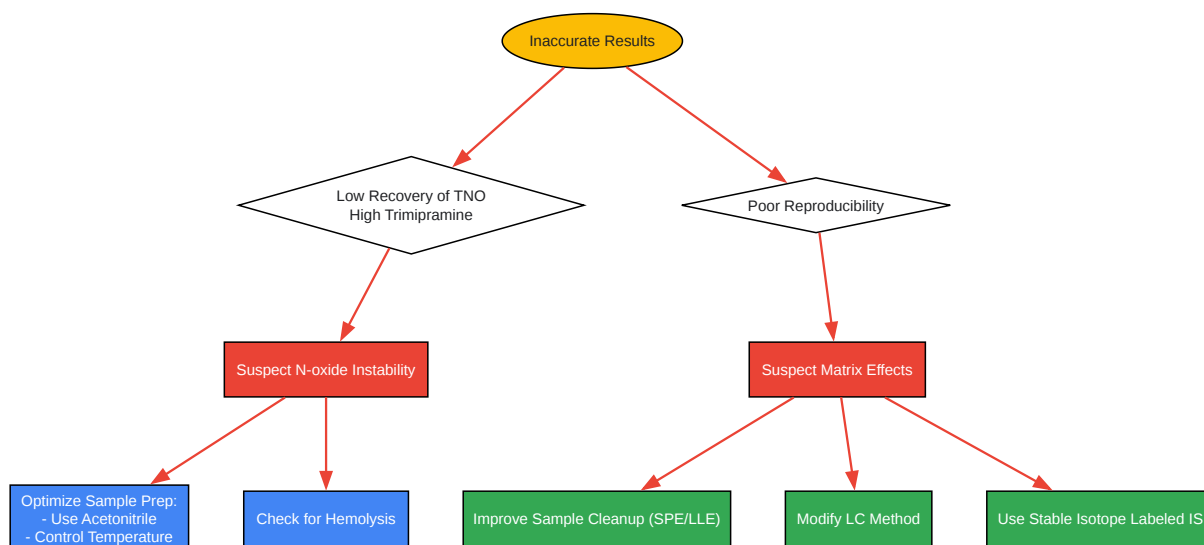 Inaccurate Results
Low Recovery of TNO
High Trimipramine
Poor Reproducibility
Suspect N-oxide Instability
Suspect Matrix Effects
Optimize Sample Prep:
- Use Acetonitrile
- Control Temperature
Check for Hemolysis
Improve Sample Cleanup (SPE/LLE)
Modify LC Method
Use Stable Isotope Labeled IS